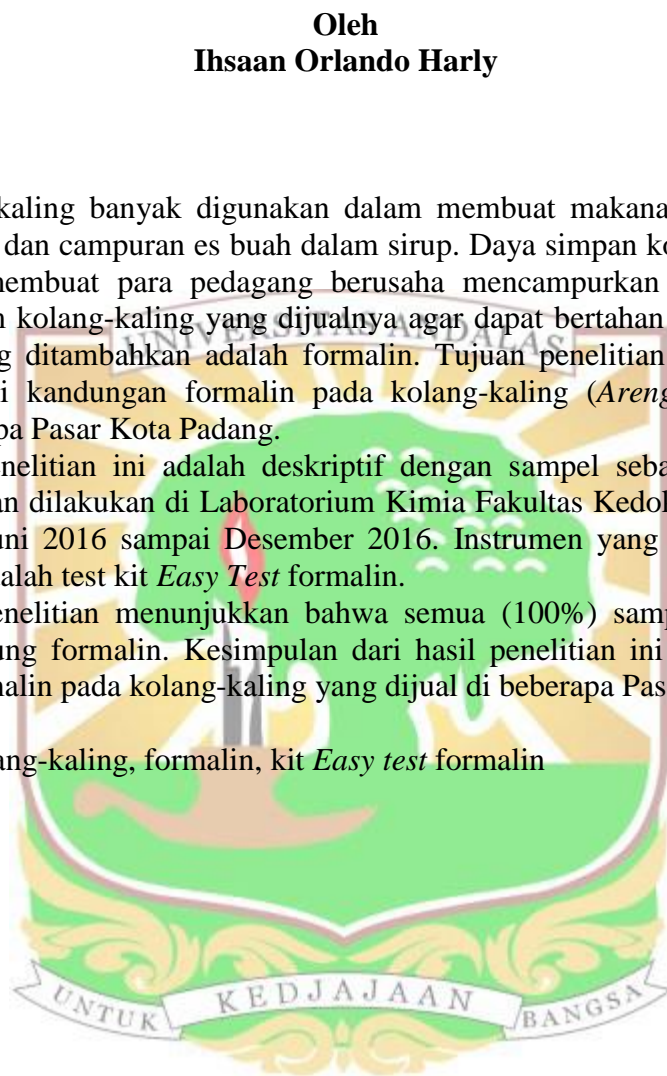 Oleh
Ihsaan Orlando Harly
kaling banyak digunakan dalam membuat makana
dan campuran es buah dalam sirup. Daya simpan ko
membuat para pedagang berusaha mencampurkan
kolang-kaling yang dijualnya agar dapat bertahan
UNIVERSITAS ANDALAS
g ditambahkan adalah formalin. Tujuan penelitian
i kandungan formalin pada kolang-kaling (Areng
pa Pasar Kota Padang.
enelitian ini adalah deskriptif dengan sampel seba
an dilakukan di Laboratorium Kimia Fakultas Kedo
uni 2016 sampai Desember 2016. Instrumen yang
alah test kit Easy Test formalin.
enelitian menunjukkan bahwa semua (100%) samp
ung formalin. Kesimpulan dari hasil penelitian ini
malin pada kolang-kaling yang dijual di beberapa Pas
ang-kaling, formalin, kit Easy test formalin
UNTUK KEDJAJAAN BANGSA